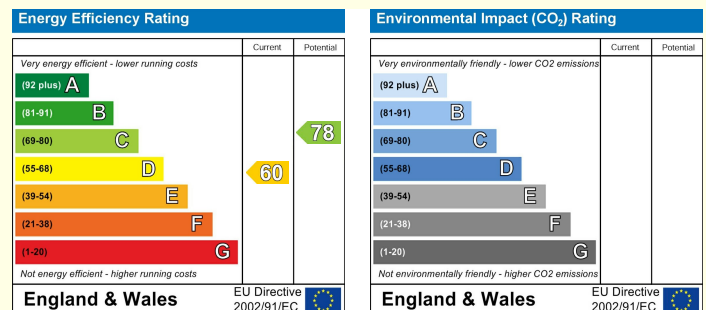 Energy Efficiency Rating
Current Potential
Very energy efficient - lower running costs
(92 plus) A
(81-91) B
(69-80) C
(55-68) D
(39-54) E
(21-38) F
(1-20) G
78
60
Not energy efficient - higher running costs
England & Wales
EU Directive
2002/91/EC
Environmental Impact (CO₂) Rating
Current Potential
Very environmentally friendly - lower CO2 emissions
(92 plus) A
(81-91) B
(69-80) C
(55-68) D
(39-54) E
(21-38) F
(1-20) G
Not environmentally friendly - higher CO2 emissions
England & Wales
EU Directive
2002/91/EC